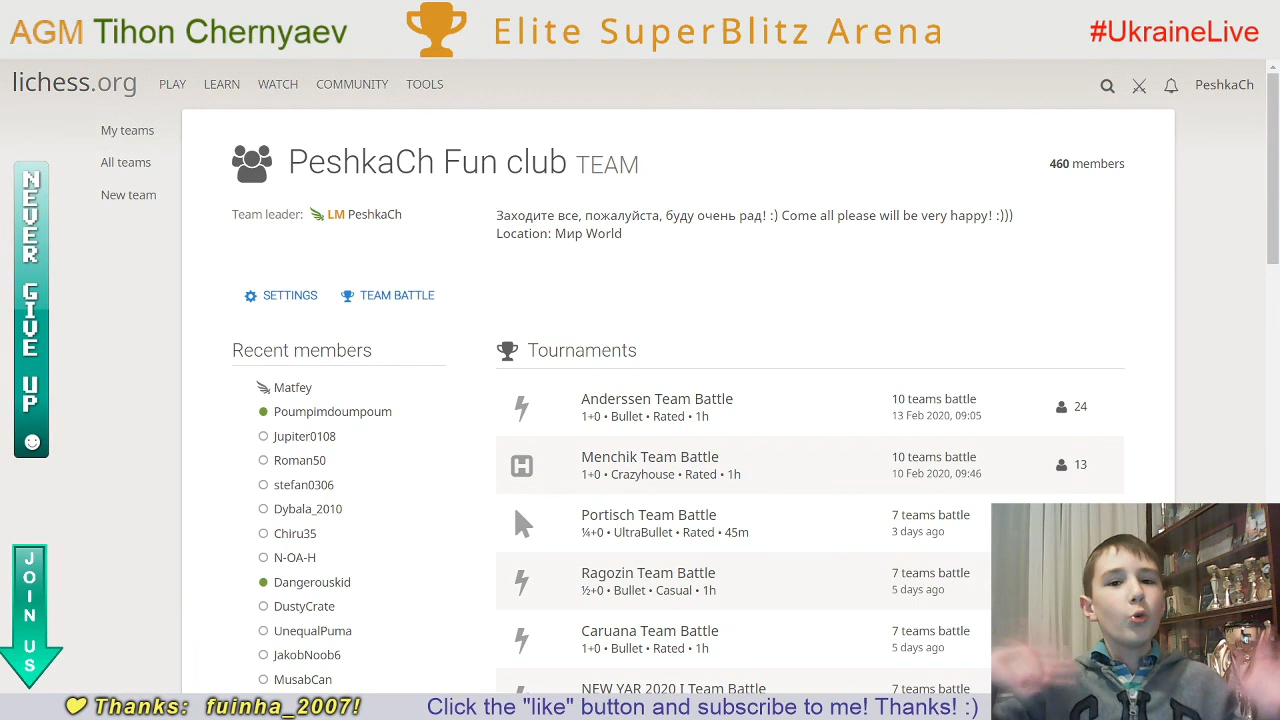 AGM Tihon Chernyaev
Elite SuperBlitz Arena
#UkraineLive
lichess.org PLAY LEARN WATCH COMMUNITY TOOLS PeshkaCh
My teams
All teams
New team
NEVER GIVE UP
JOIN US
PeshkaCh Fun club TEAM
460 members
Team leader: LM PeshkaCh
Заходите все, пожалуйста, буду очень рад! :) Come all please will be very happy! :)))
Location: Мир World
SETTINGS TEAM BATTLE
Recent members
Matfey
Poumpimdoumpoum
Jupiter0108
Roman50
stefan0306
Dybala_2010
Chiru35
N-OA-H
Dangerouskid
DustyCrate
UnequalPuma
JakobNoob6
MusabCan
Tournaments
Anderssen Team Battle 10 teams battle 24
1+0 • Bullet • Rated • 1h 13 Feb 2020, 09:05
Menchik Team Battle 10 teams battle 13
1+0 • Crazyhouse • Rated • 1h 10 Feb 2020, 09:46
Portisch Team Battle 7 teams battle
¼+0 • UltraBullet • Rated • 45m 3 days ago
Ragozin Team Battle 7 teams battle
½+0 • Bullet • Casual • 1h 5 days ago
Caruana Team Battle 7 teams battle
1+0 • Bullet • Rated • 1h 5 days ago
NEW YAR 2020 I Team Battle 7 teams battle
Thanks: fuinha_2007!
Click the "like" button and subscribe to me! Thanks! :)